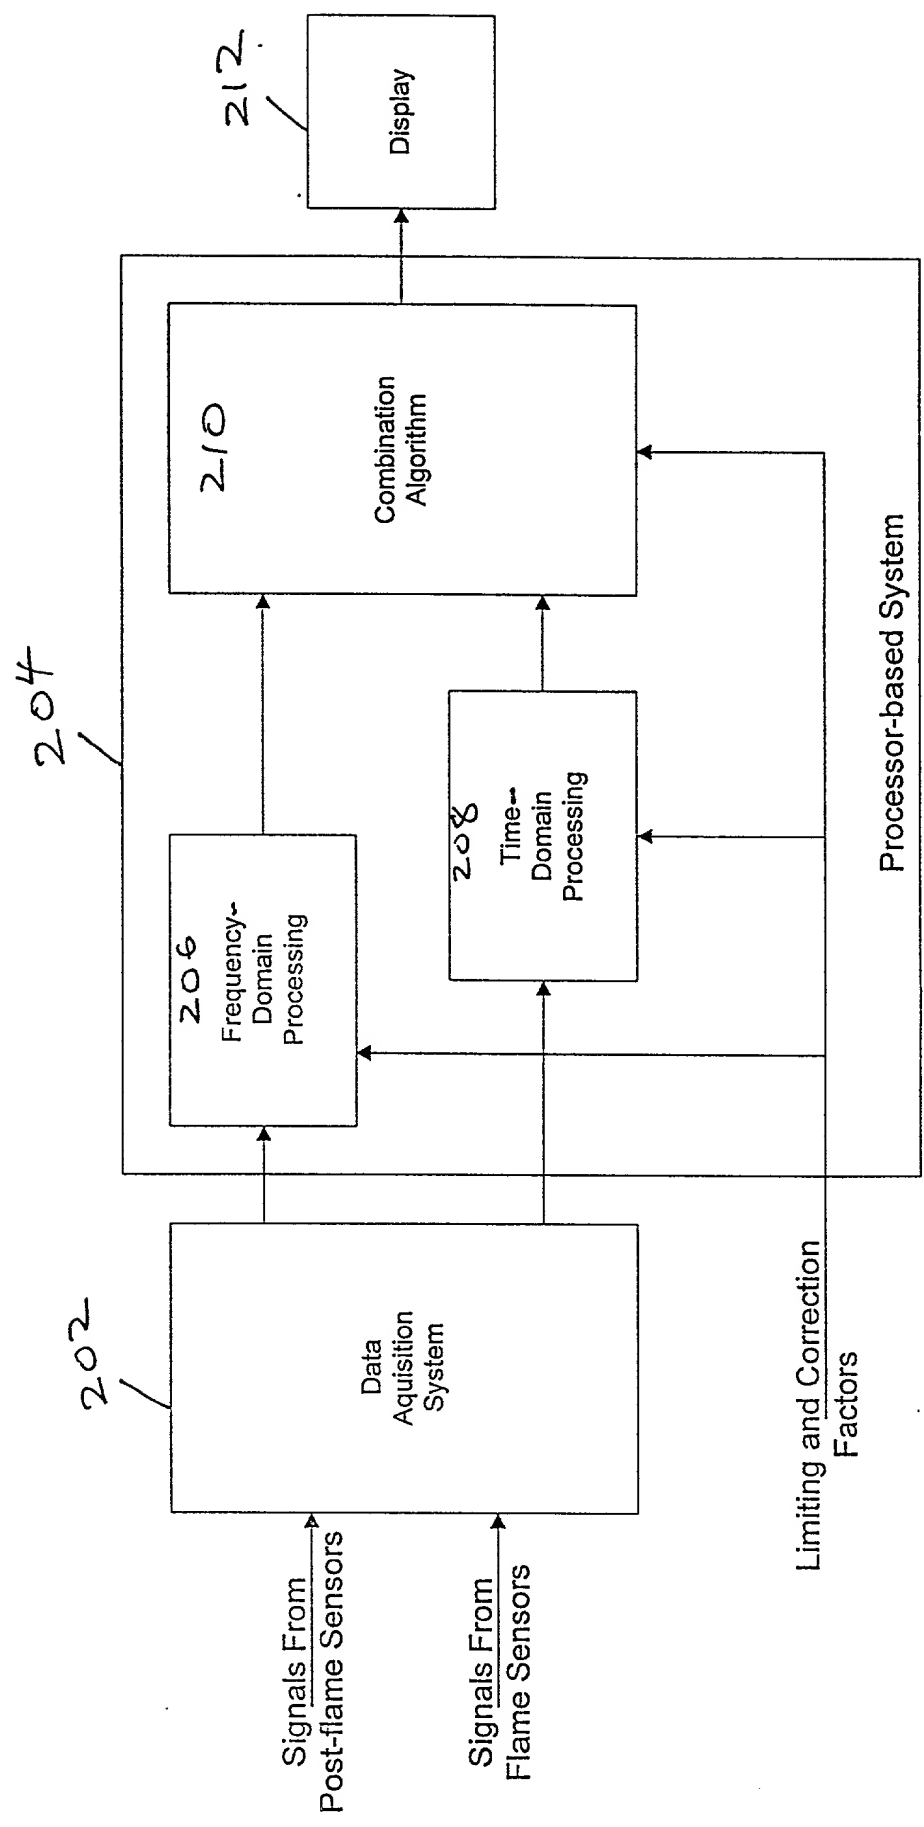 204
212
202
206
Frequency-
Domain
Processing
210
Combination
Algorithm
Display
208
Time-
Domain
Processing
Data
Aquisition
System
Signals From
Post-flame Sensors
Signals From
Flame Sensors
Limiting and Correction
Factors
Processor-based System